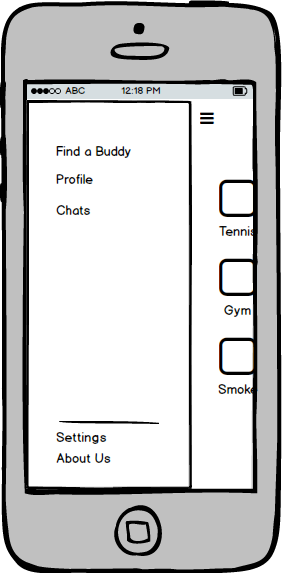 ABC 12:18 PM
Find a Buddy
Profile
Chats
Settings
About Us
Tennis
Gym
Smoke